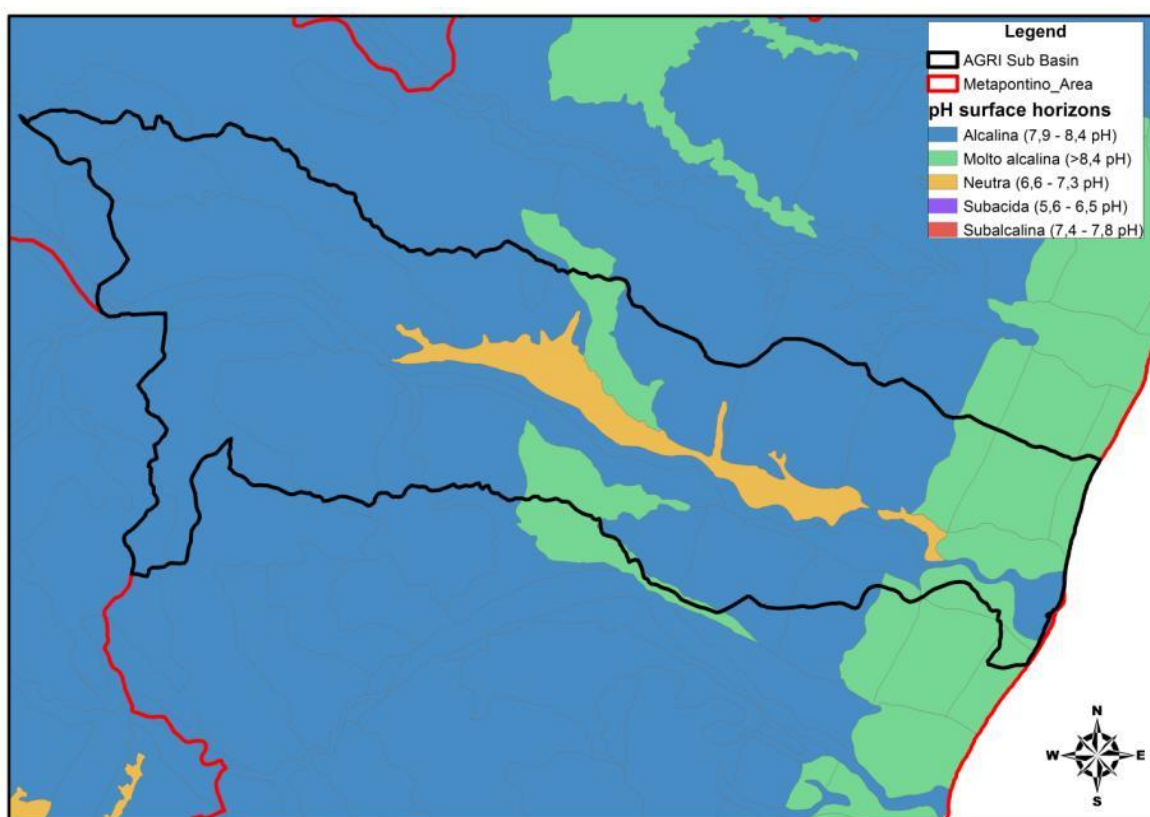 Legend
AGRI Sub Basin
Metapontino_Area
pH surface horizons
Alcalina (7,9 - 8,4 pH)
Molto alcalina (>8,4 pH)
Neutra (6,6 - 7,3 pH)
Subacida (5,6 - 6,5 pH)
Subalcalina (7,4 - 7,8 pH)
N
W E
S